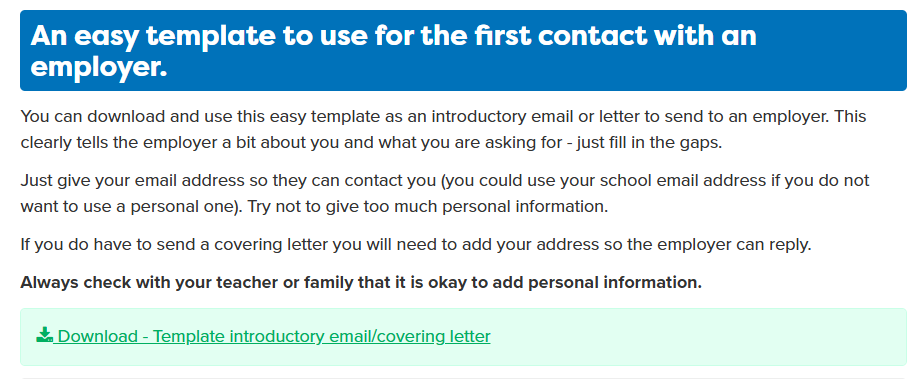 An easy template to use for the first contact with an
employer.
You can download and use this easy template as an introductory email or letter to send to an employer. This
clearly tells the employer a bit about you and what you are asking for - just fill in the gaps.
Just give your email address so they can contact you (you could use your school email address if you do not
want to use a personal one). Try not to give too much personal information.
If you do have to send a covering letter you will need to add your address so the employer can reply.
Always check with your teacher or family that it is okay to add personal information.
Download - Template introductory email/covering letter